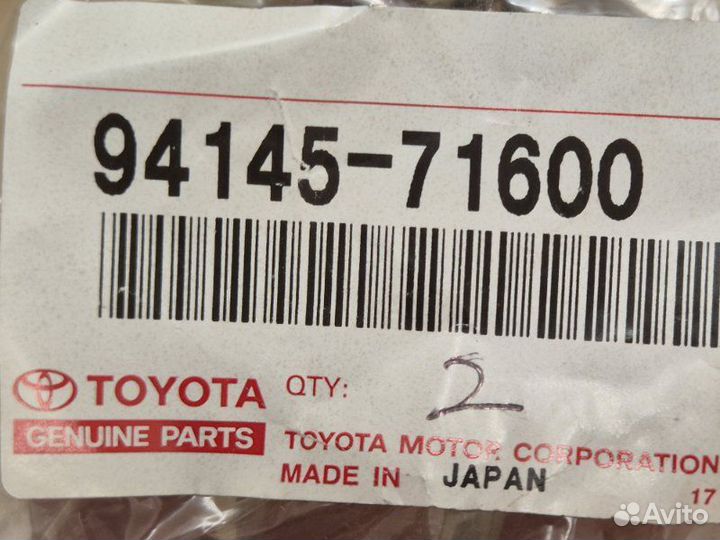 94145-71600
TOYOTA QTY: 2
GENUINE PARTS
TOYOTA MOTOR CORPORATION
MADE IN JAPAN
17
Avito